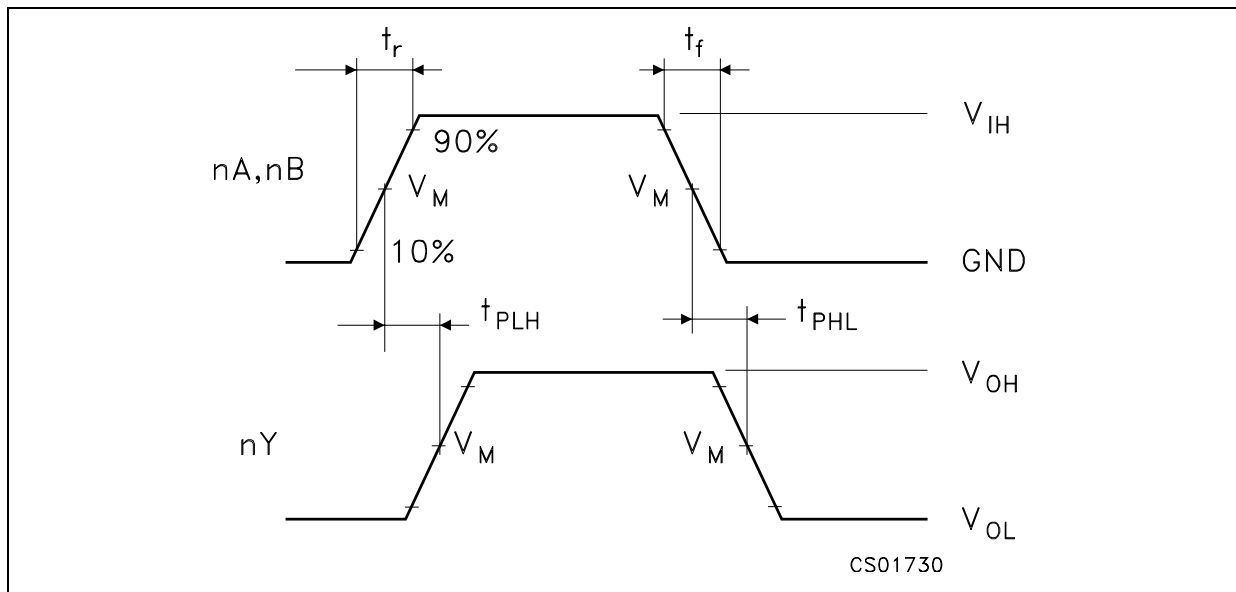 tr
tf
VIH
90%
nA,nB
VM
VM
10%
GND
tPLH
tPHL
VOH
nY
VM
VM
VOL
CS01730